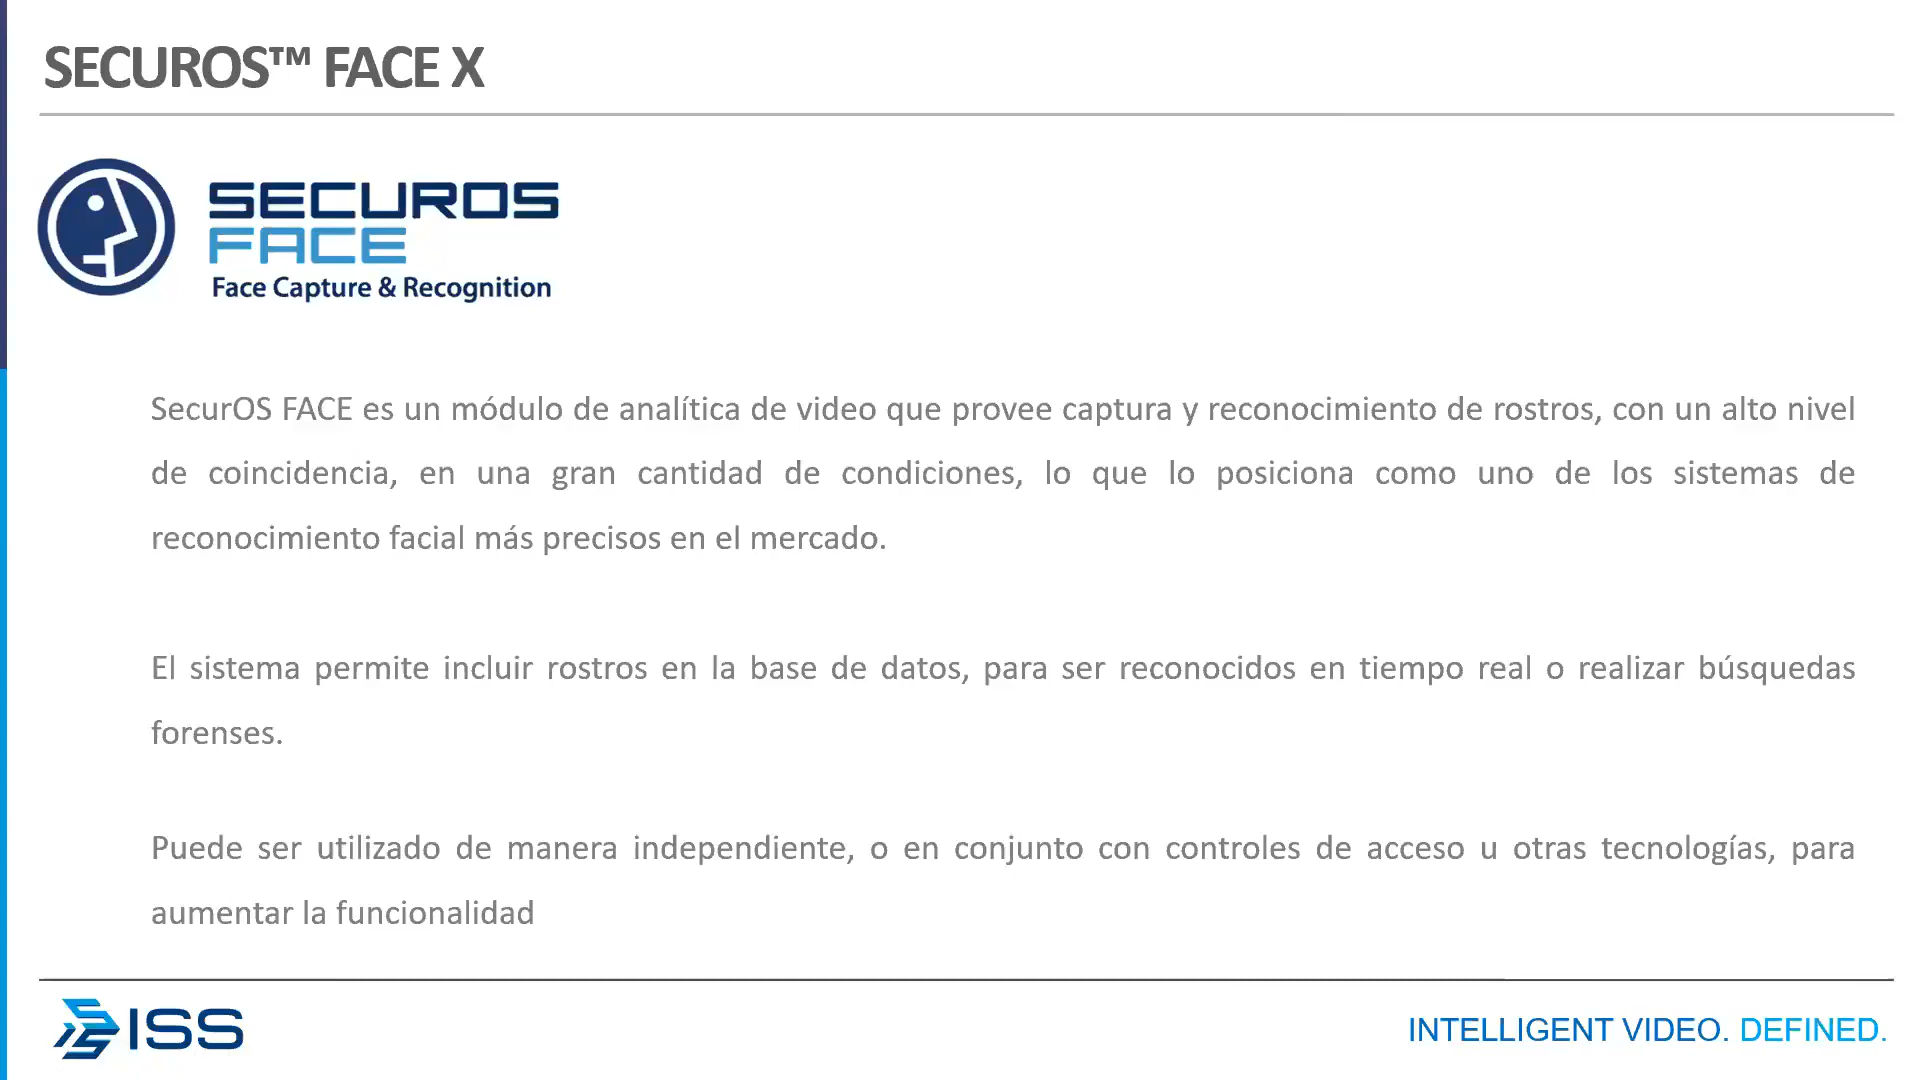 SECUROS™ FACE X
SECUROS
FACE
Face Capture & Recognition
SecurOS FACE es un módulo de analítica de video que provee captura y reconocimiento de rostros, con un alto nivel
de coincidencia, en una gran cantidad de condiciones, lo que lo posiciona como uno de los sistemas de
reconocimiento facial más precisos en el mercado.
El sistema permite incluir rostros en la base de datos, para ser reconocidos en tiempo real o realizar búsquedas
forenses.
Puede ser utilizado de manera independiente, o en conjunto con controles de acceso u otras tecnologías, para
aumentar la funcionalidad
ISS
INTELLIGENT VIDEO. DEFINED.